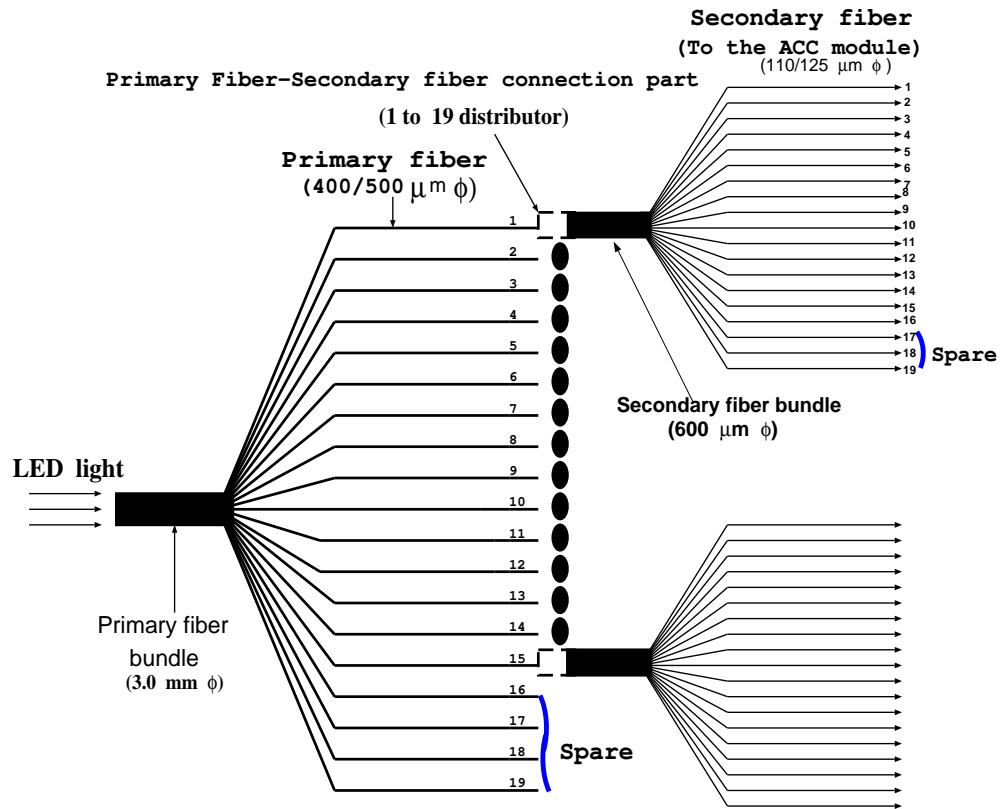 Secondary fiber
(To the ACC module)
(110/125 μm ϕ)
Primary Fiber–Secondary fiber connection part
(1 to 19 distributor)
Primary fiber
(400/500 μm ϕ)
1
2
3
4
5
6
7
8
9
10
11
12
13
14
15
16
17
18
19
Spare
Secondary fiber bundle
(600 μm ϕ)
1
2
3
4
5
6
7
8
9
10
11
12
13
14
15
16
17
18
19
Spare
LED light
Primary fiber
bundle
(3.0 mm ϕ)